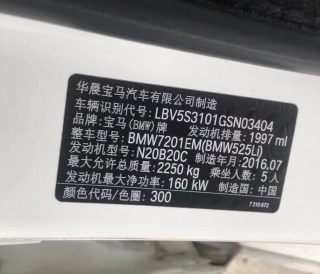 华晨宝马汽车有限公司制造
车辆识别代号: LBV5S3101GSN03404
品牌: 宝马(BMW)牌 发动机排量: 1997 ml
整车型号: BMW7201EM(BMW525Li)
发动机型号: N20B20C 制造年月: 2016.07
最大允许总质量: 2250 kg 乘坐人数: 5人
发动机最大净功率: 160 kW 制造国: 中国
颜色代码/色圈: 300
7310673